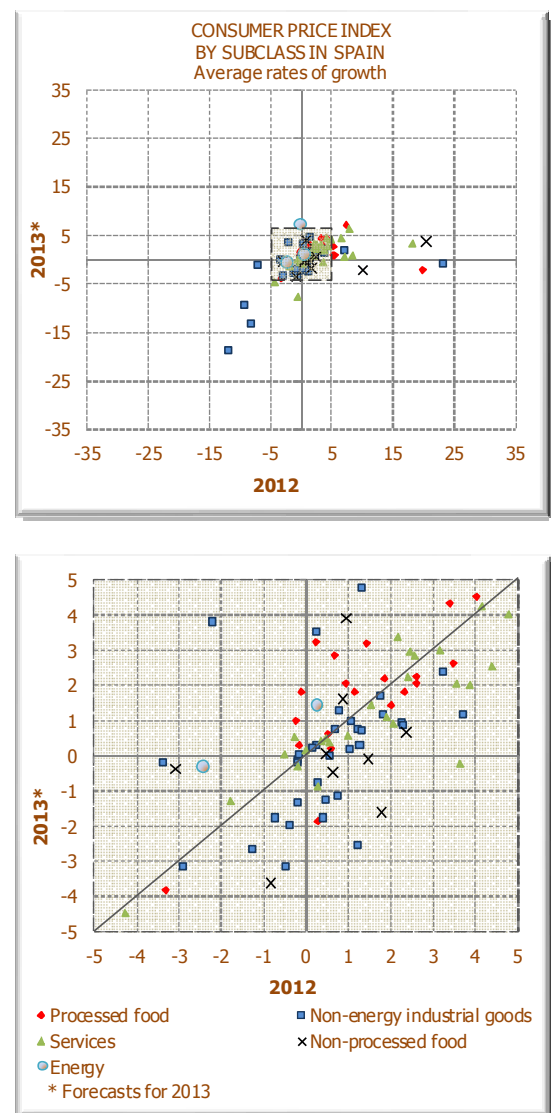 CONSUMER PRICE INDEX
BY SUBCLASS IN SPAIN
Average rates of growth
35
25
15
5
-5
-15
-25
-35
2013*
-35 -25 -15 -5 5 15 25 35
2012
5
4
3
2
1
0
-1
-2
-3
-4
-5
2013*
-5 -4 -3 -2 -1 0 1 2 3 4 5
2012
Processed food
Non-energy industrial goods
Services
Non-processed food
Energy
* Forecasts for 2013